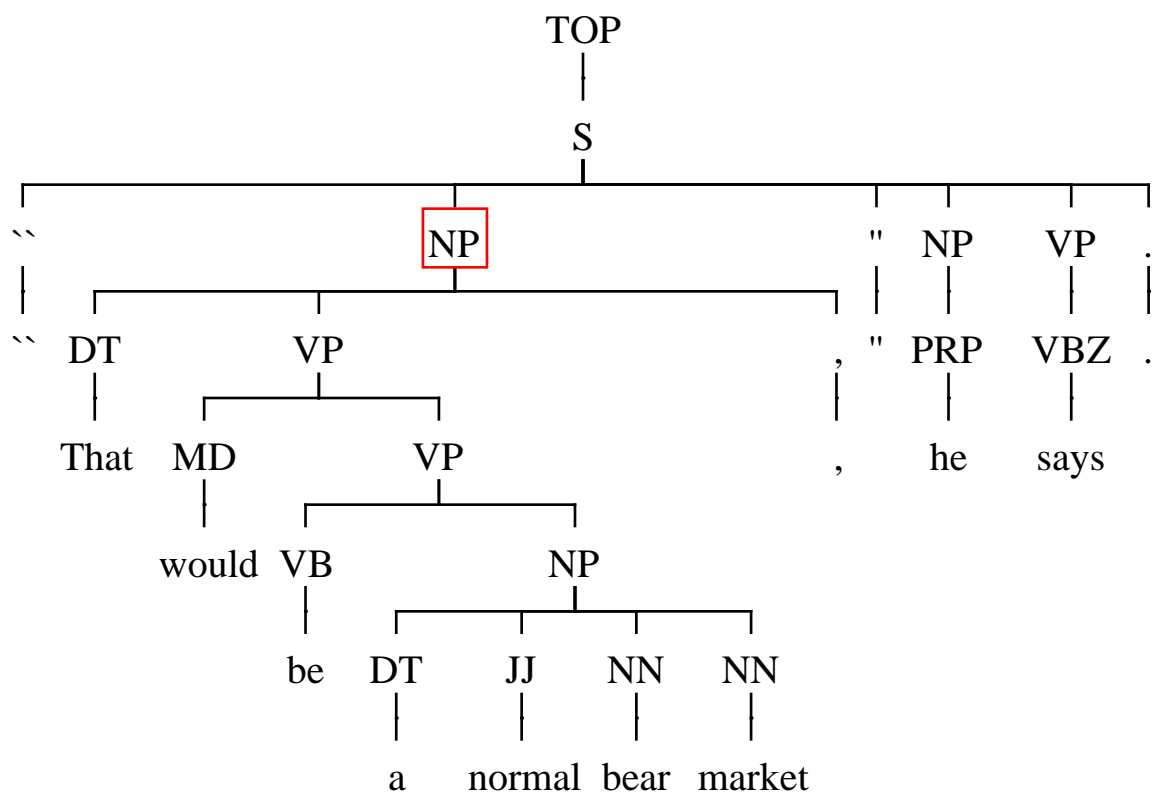 TOP
S
`` NP '' NP VP .
`` DT VP , '' PRP VBZ .
That MD VP , he says
would VB NP
be DT JJ NN NN
a normal bear market